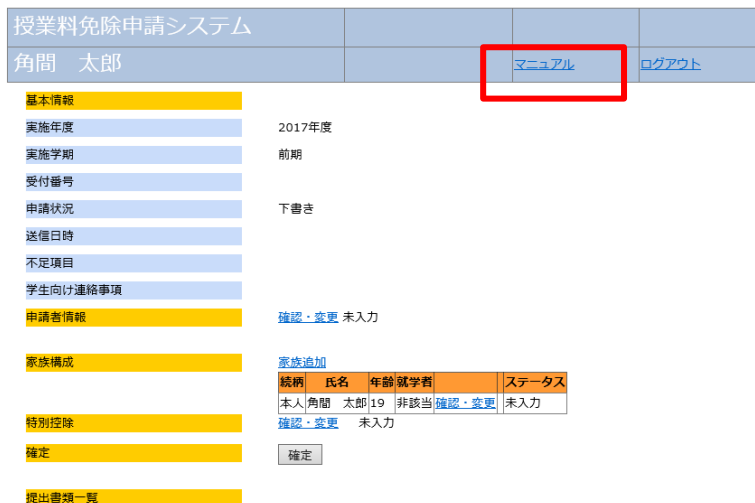 授業料免除申請システム
角間　太郎 マニュアル ログアウト
基本情報
実施年度 2017年度
実施学期 前期
受付番号
申請状況 下書き
送信日時
不足項目
学生向け連絡事項
申請者情報 確認・変更 未入力
家族構成 家族追加
続柄 氏名 年齢 就学者 ステータス
本人 角間　太郎 19 非該当 確認・変更 未入力
特別控除 確認・変更 未入力
確定 確定
提出書類一覧